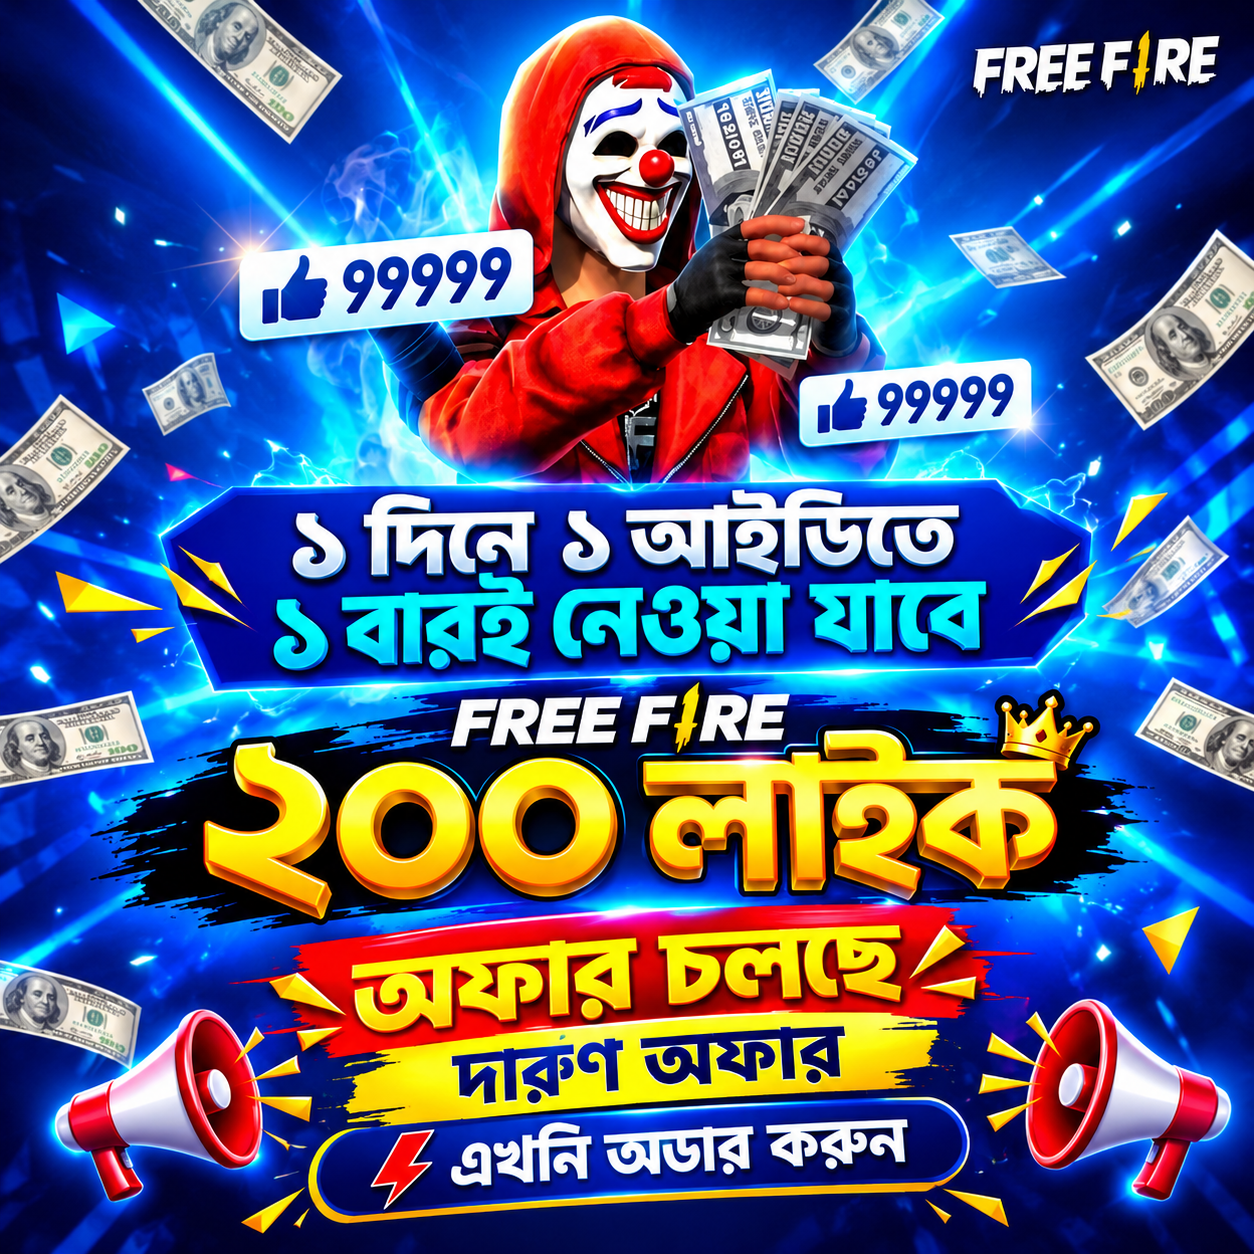 FREE FIRE
99999
99999
১ দিনে ১ আইডিতে
১ বারই নেওয়া যাবে
FREE FIRE
২০০ লাইক
অফার চলছে
দারুণ অফার
এখনি অডার করুন